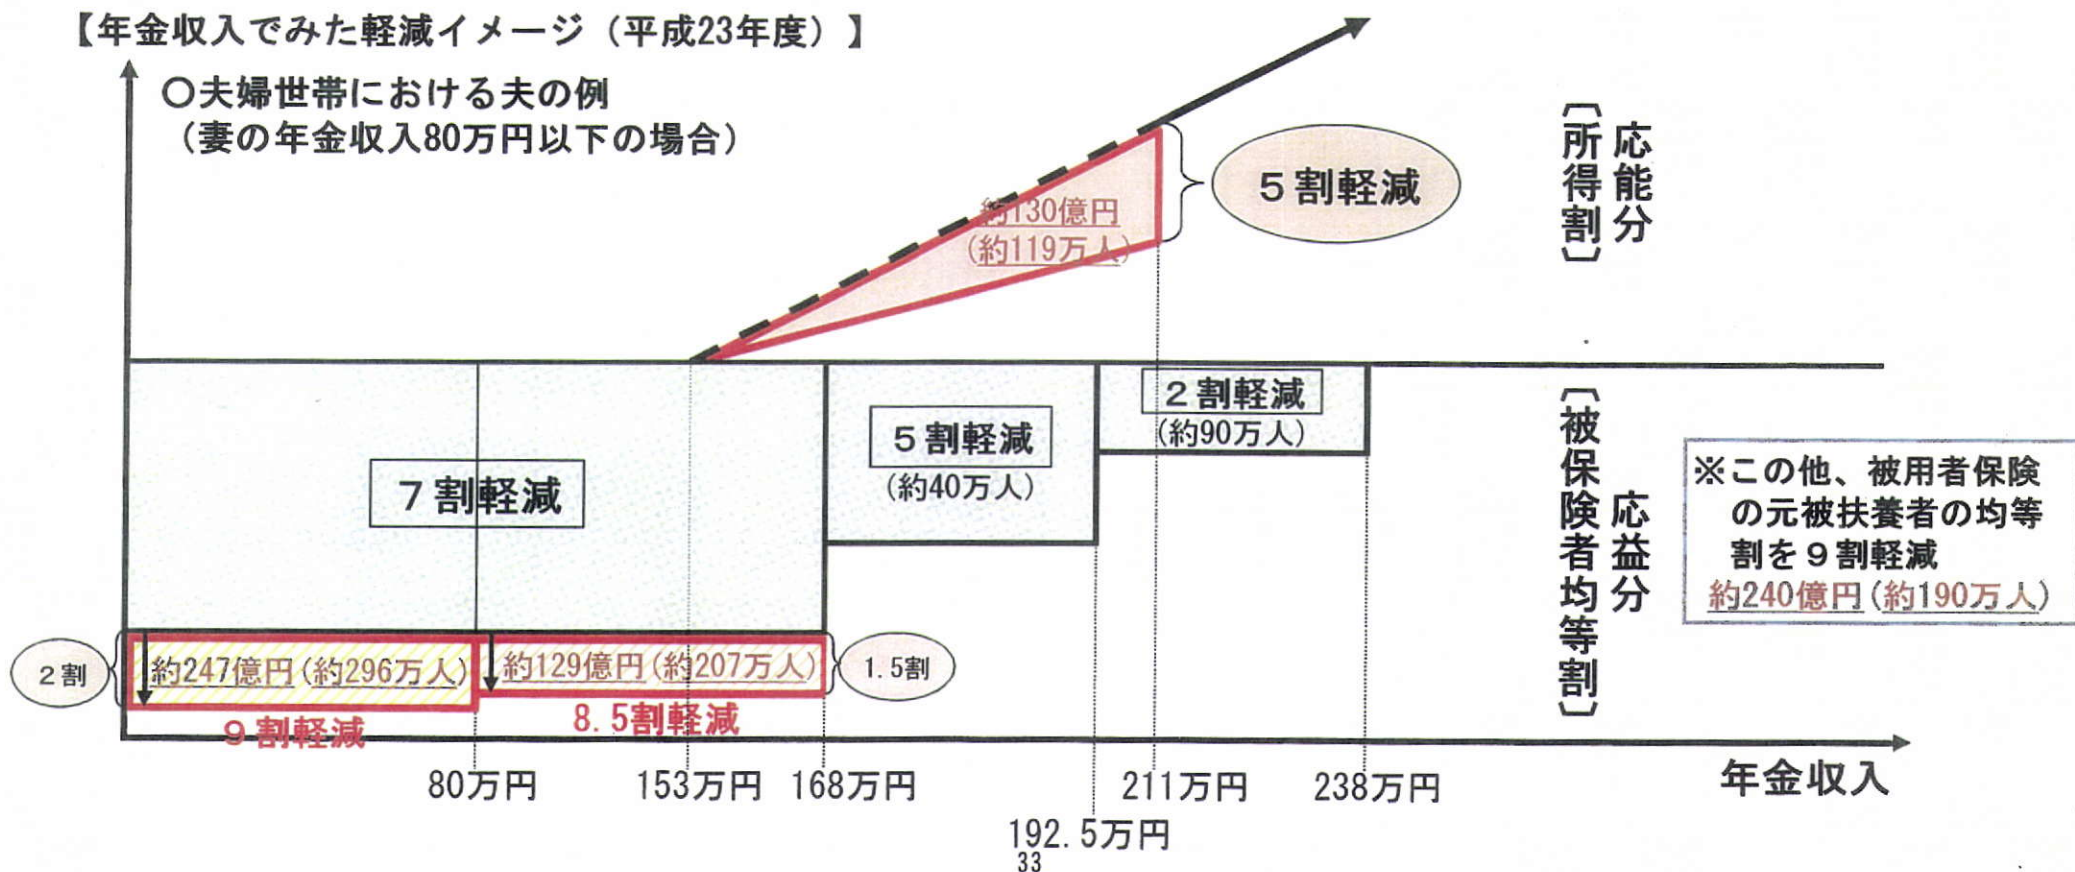 【年金収入でみた軽減イメージ（平成23年度）】
○夫婦世帯における夫の例
（妻の年金収入80万円以下の場合）
約130億円
(約119万人)
５割軽減
応能分
〔所得割〕
７割軽減
５割軽減
(約40万人)
２割軽減
(約90万人)
応益分
〔被保険者均等割〕
※この他、被用者保険
の元被扶養者の均等
割を９割軽減
約240億円(約190万人)
２割
約247億円(約296万人)
約129億円(約207万人)
1.5割
９割軽減
8.5割軽減
80万円
153万円
168万円
192.5万円
211万円
238万円
年金収入
33